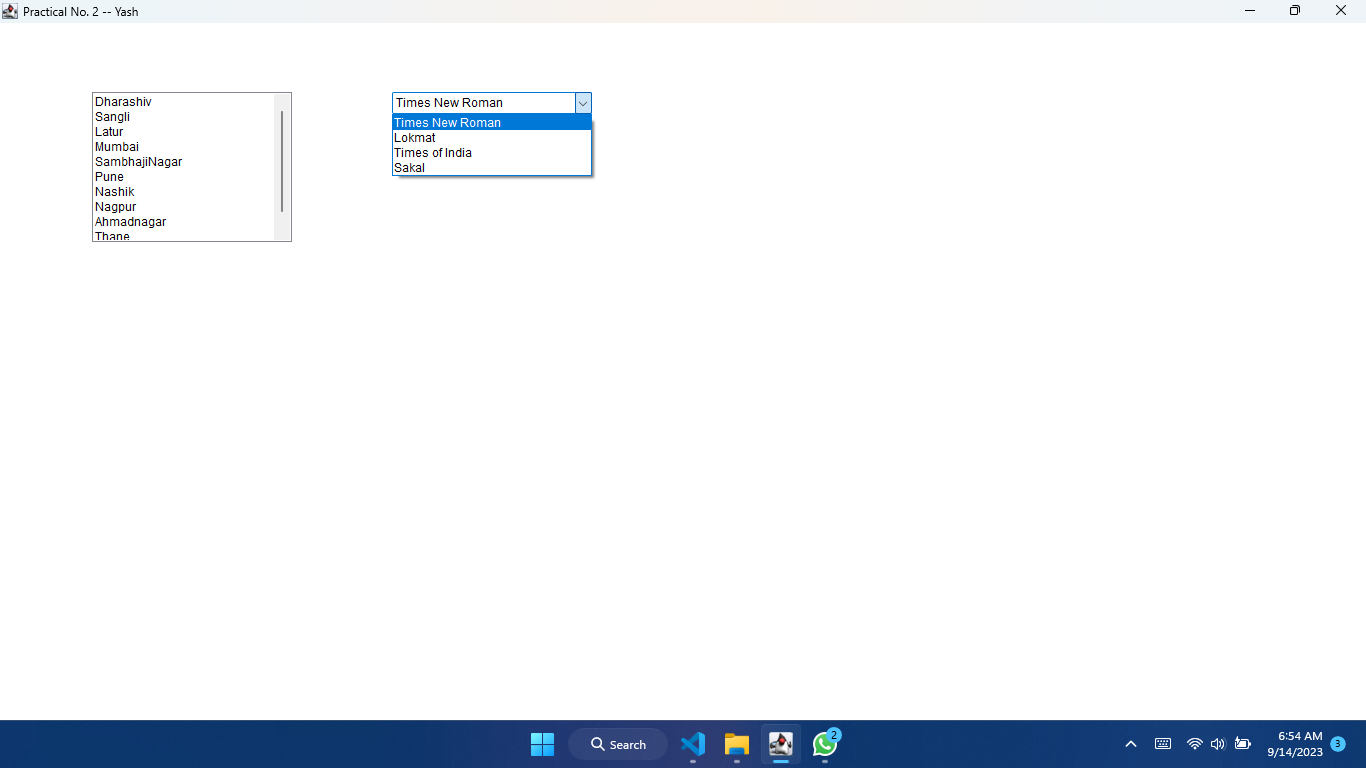 Practical No. 2 -- Yash
Dharashiv
Sangli
Latur
Mumbai
SambhajiNagar
Pune
Nashik
Nagpur
Ahmadnagar
Thane
Times New Roman
Times New Roman
Lokmat
Times of India
Sakal
Search
2
6:54 AM
9/14/2023
3